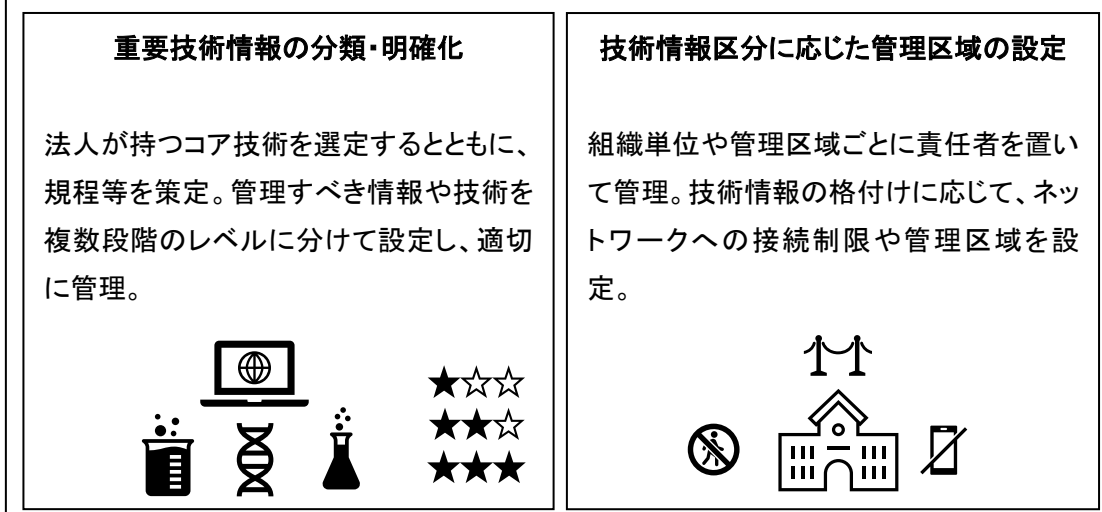 重要技術情報の分類・明確化
法人が持つコア技術を選定するとともに、
規程等を策定。管理すべき情報や技術を
複数段階のレベルに分けて設定し、適切
に管理。
技術情報区分に応じた管理区域の設定
組織単位や管理区域ごとに責任者を置い
て管理。技術情報の格付けに応じて、ネッ
トワークへの接続制限や管理区域を設
定。